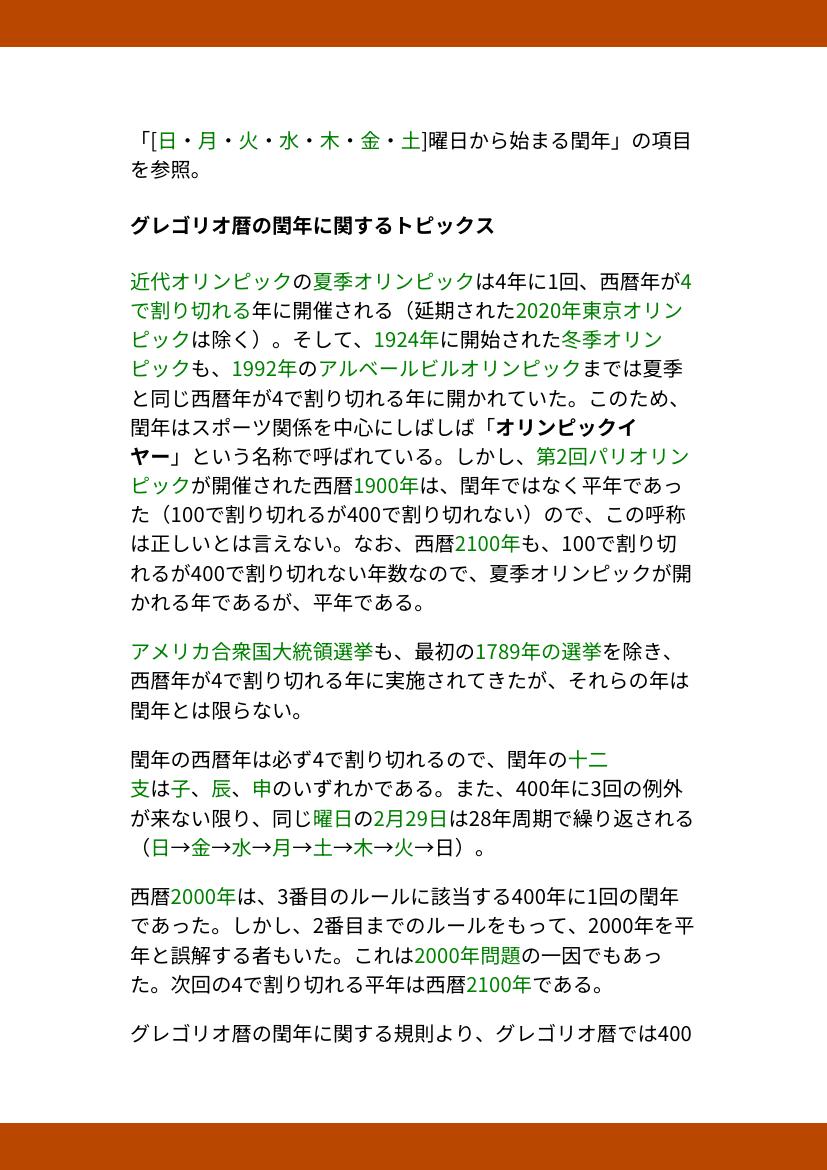 「[日・月・火・水・木・金・土]曜日から始まる閏年」の項目
を参照。
グレゴリオ暦の閏年に関するトピックス
近代オリンピックの夏季オリンピックは4年に1回、西暦年が4
で割り切れる年に開催される（延期された2020年東京オリン
ピックは除く）。そして、1924年に開始された冬季オリン
ピックも、1992年のアルベールビルオリンピックまでは夏季
と同じ西暦年が4で割り切れる年に開かれていた。このため、
閏年はスポーツ関係を中心にしばしば「オリンピックイ
ヤー」という名称で呼ばれている。しかし、第2回パリオリン
ピックが開催された西暦1900年は、閏年ではなく平年であっ
た（100で割り切れるが400で割り切れない）ので、この呼称
は正しいとは言えない。なお、西暦2100年も、100で割り切
れるが400で割り切れない年数なので、夏季オリンピックが開
かれる年であるが、平年である。
アメリカ合衆国大統領選挙も、最初の1789年の選挙を除き、
西暦年が4で割り切れる年に実施されてきたが、それらの年は
閏年とは限らない。
閏年の西暦年は必ず4で割り切れるので、閏年の十二
支は子、辰、申のいずれかである。また、400年に3回の例外
が来ない限り、同じ曜日の2月29日は28年周期で繰り返される
（日→金→水→月→土→木→火→日）。
西暦2000年は、3番目のルールに該当する400年に1回の閏年
であった。しかし、2番目までのルールをもって、2000年を平
年と誤解する者もいた。これは2000年問題の一因でもあっ
た。次回の4で割り切れる平年は西暦2100年である。
グレゴリオ暦の閏年に関する規則より、グレゴリオ暦では400